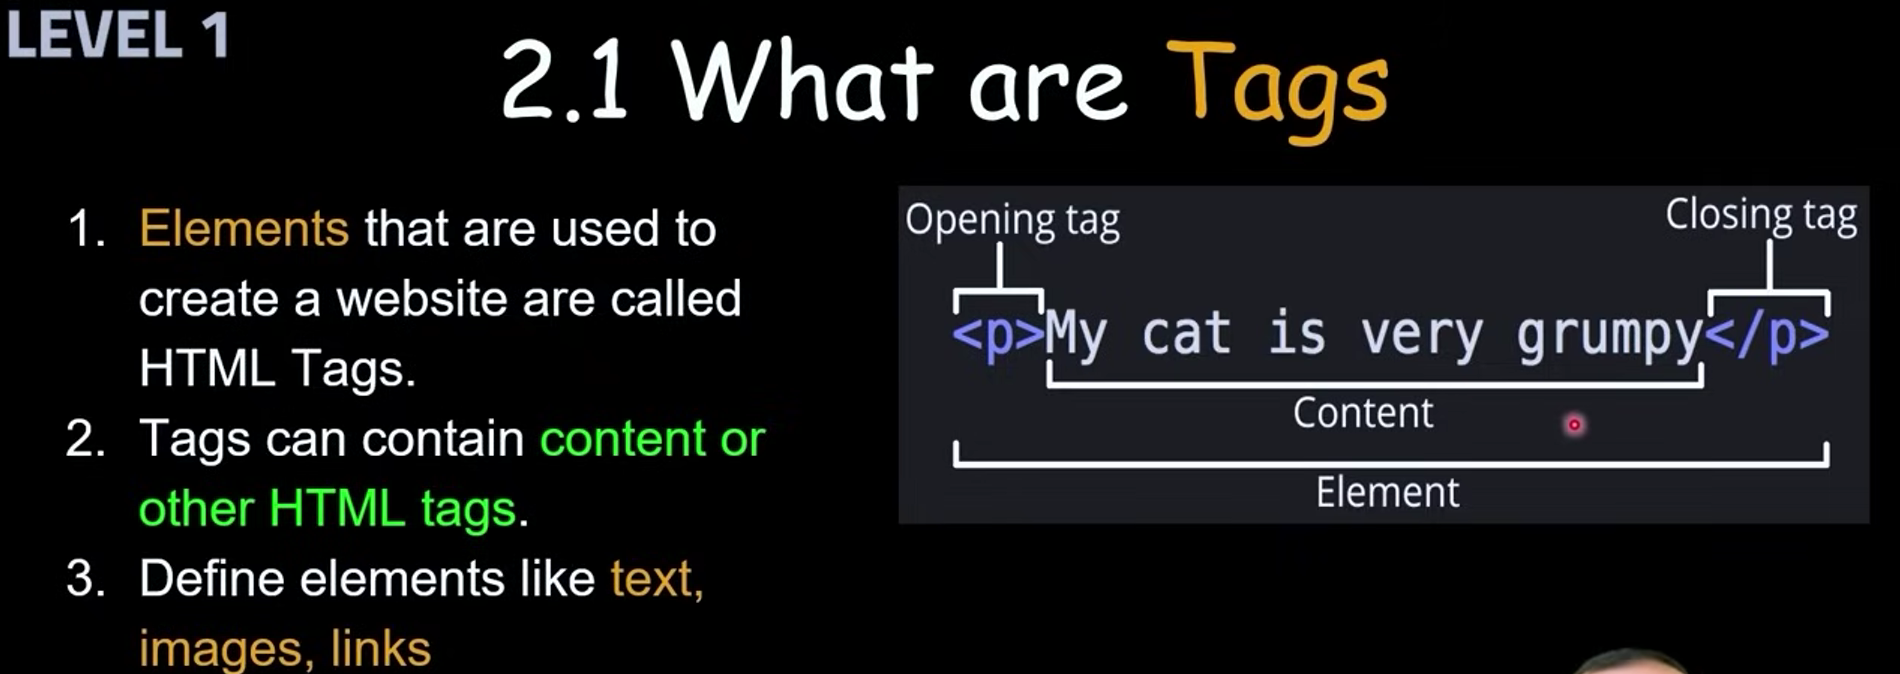 LEVEL 1
2.1 What are Tags
1. Elements that are used to
create a website are called
HTML Tags.
2. Tags can contain content or
other HTML tags.
3. Define elements like text,
images, links
Opening tag
Closing tag
<p>My cat is very grumpy</p>
Content
Element